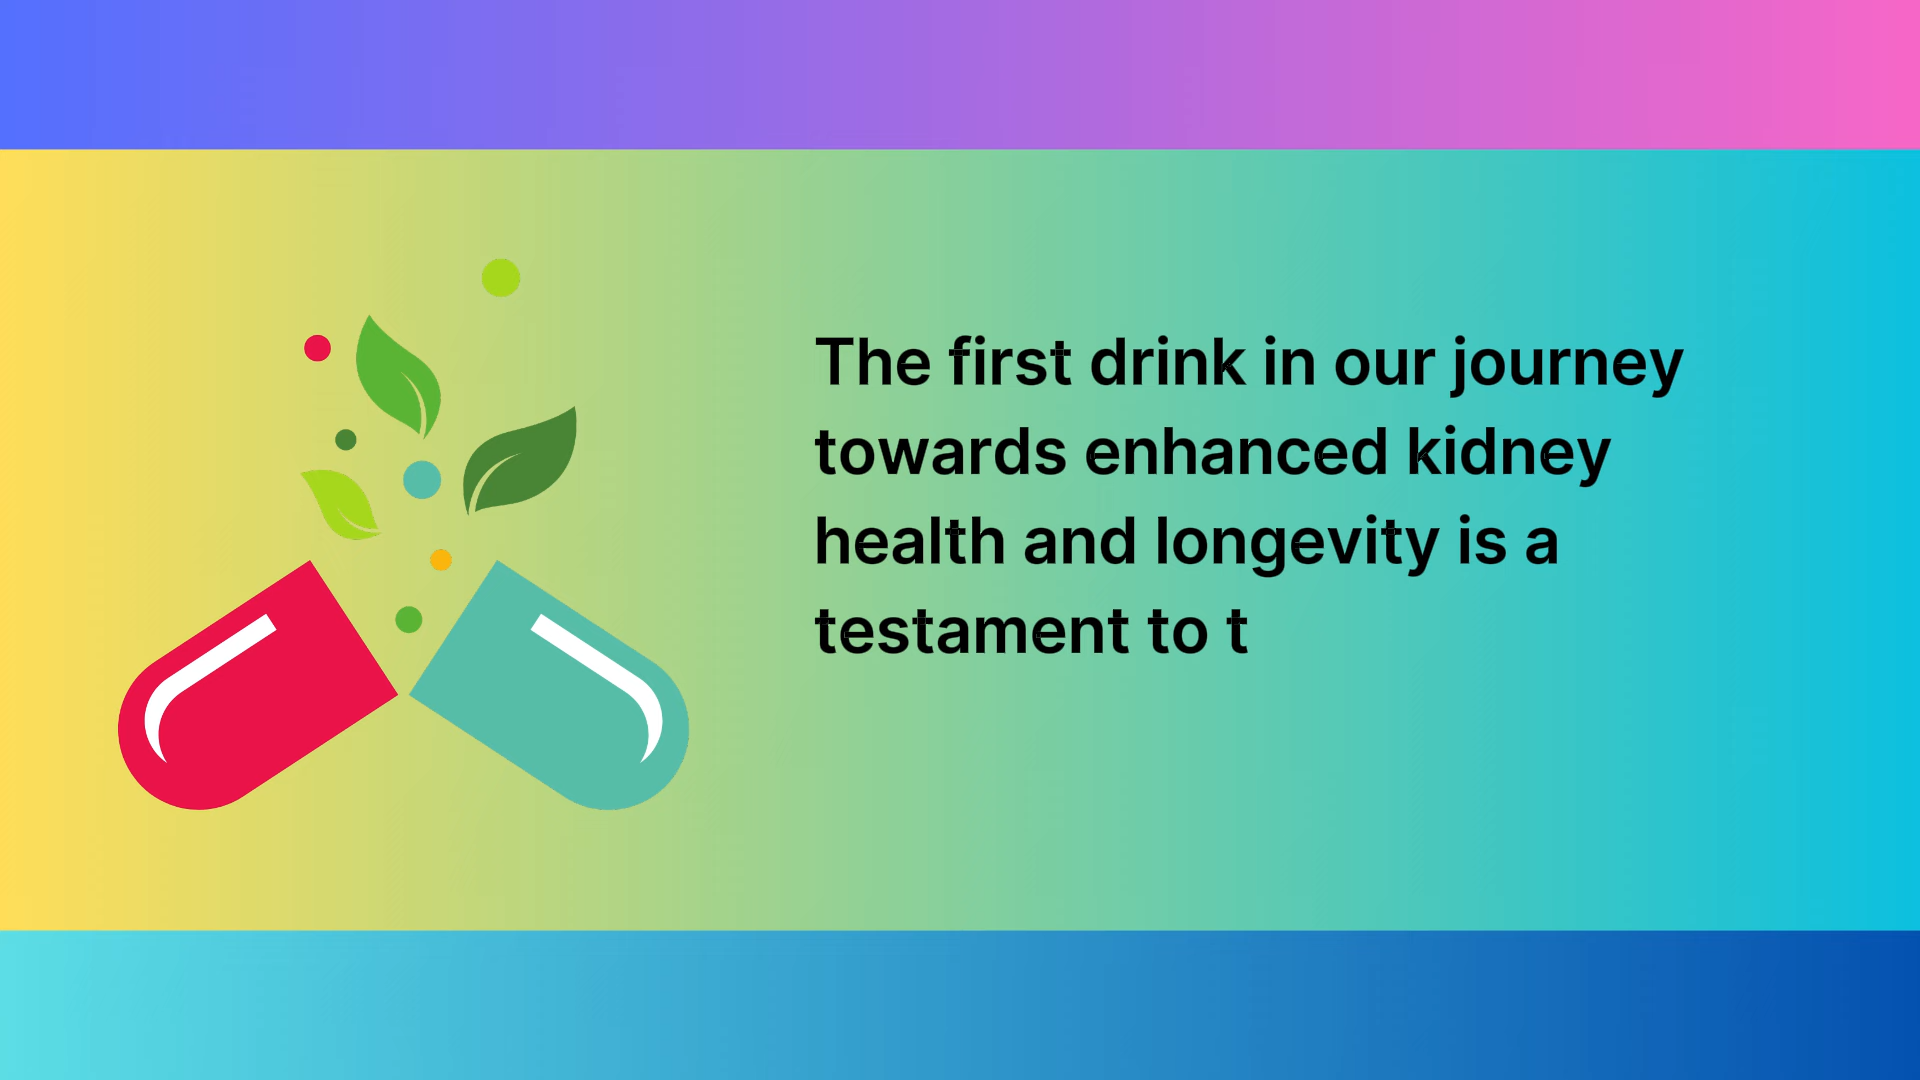 The first drink in our journey
towards enhanced kidney
health and longevity is a
testament to t